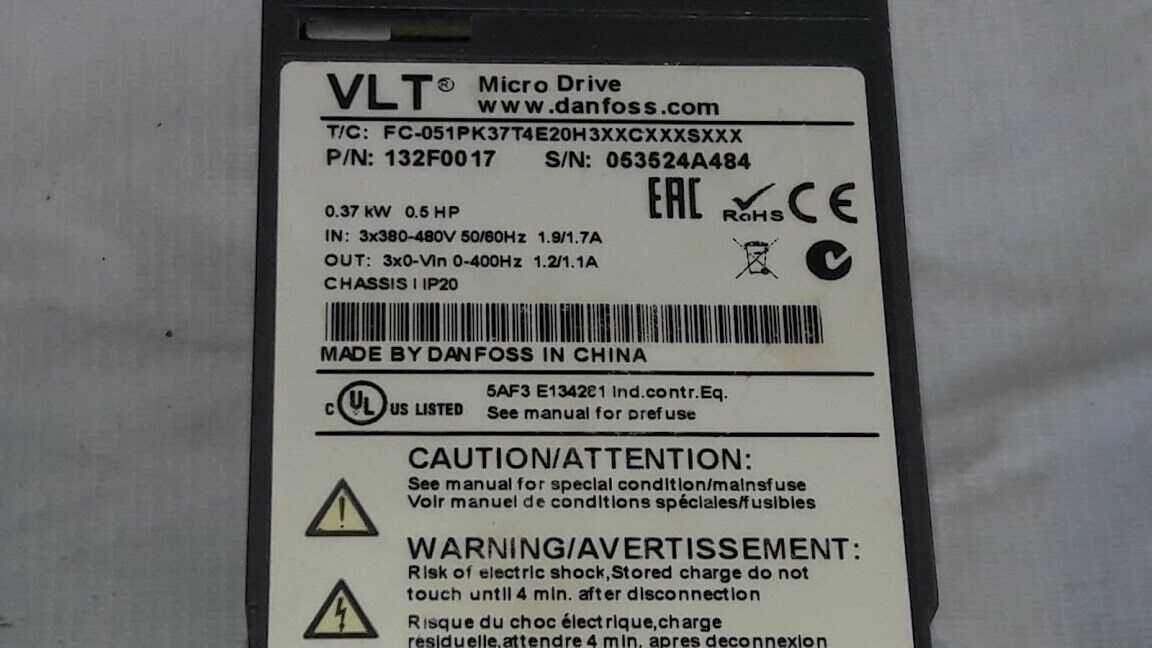 VLT® Micro Drive
www.danfoss.com
T/C: FC-051PK37T4E20H3XXCXXXSXXX
P/N: 132F0017 S/N: 053524A484
EAC RoHS CE
0.37 kW 0.5 HP
IN: 3x380-480V 50/60Hz 1.9/1.7A
OUT: 3x0-Vin 0-400Hz 1.2/1.1A
CHASSIS I IP20
MADE BY DANFOSS IN CHINA
C UL US LISTED
5AF3 E134261 Ind.contr.Eq.
See manual for prefuse
CAUTION/ATTENTION:
See manual for special condition/mainsfuse
Voir manuel de conditions spéciales/fusibles
WARNING/AVERTISSEMENT:
Risk of electric shock,Stored charge do not
touch until 4 min. after disconnection
Risque du choc électrique,charge
résiduelle,attendre 4 min. apres deconnexion